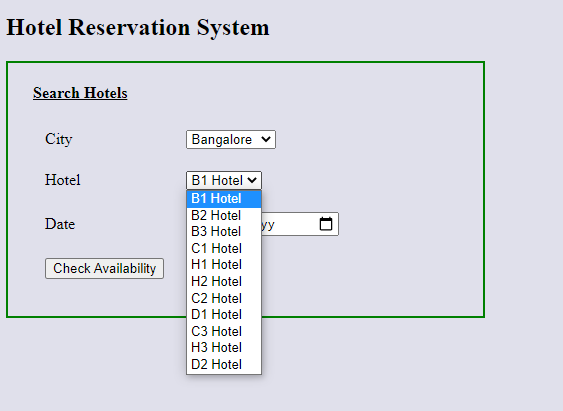 Hotel Reservation System
Search Hotels
City Bangalore
Hotel B1 Hotel
B1 Hotel
B2 Hotel
Date yy
B3 Hotel
C1 Hotel
H1 Hotel
Check Availability
H2 Hotel
C2 Hotel
D1 Hotel
C3 Hotel
H3 Hotel
D2 Hotel